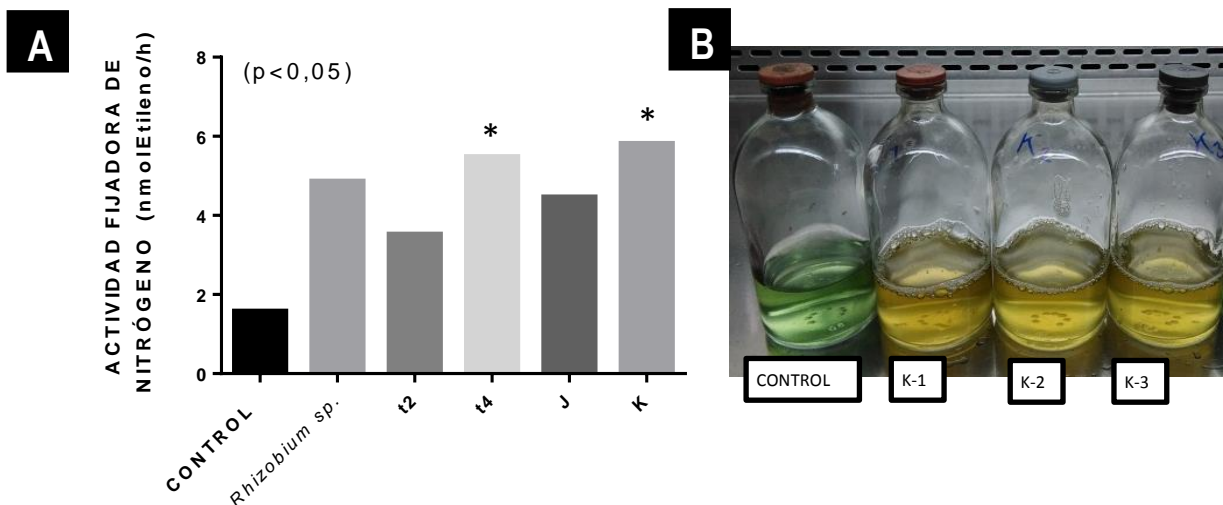 A
ACTIVIDAD FIJADORA DE
NITRÓGENO (nmolEtileno/h)
8
6
4
2
0
(p<0,05)
*
*
CONTROL
Rhizobium sp.
t2
t4
J
K
B
K
CONTROL
K-1
K-2
K-3